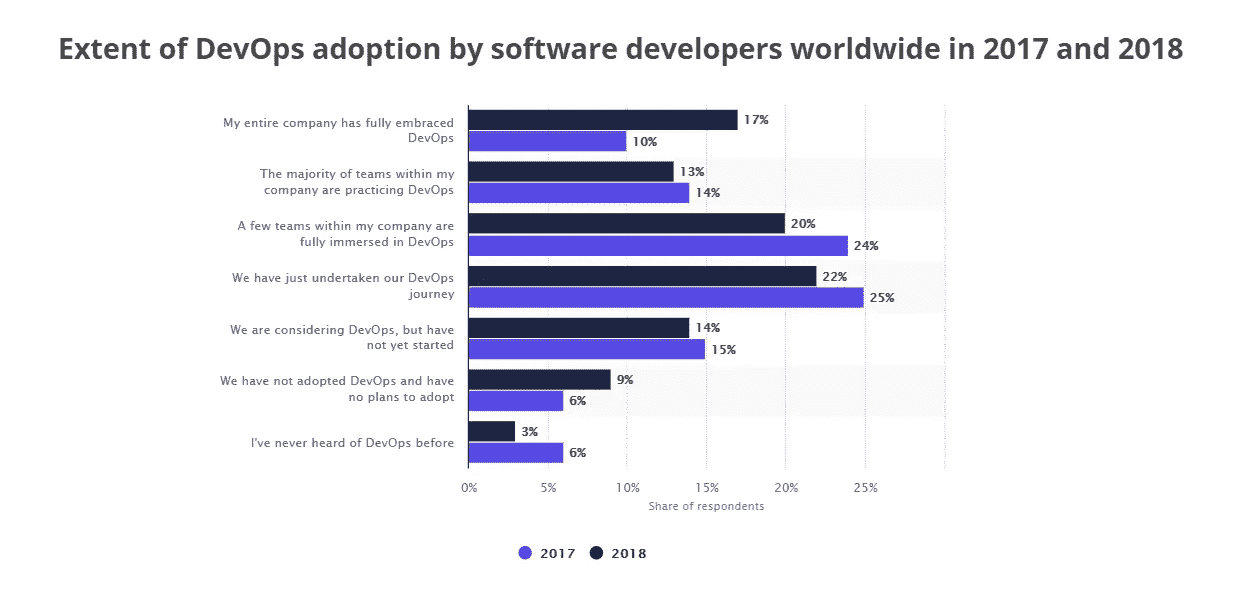 Extent of DevOps adoption by software developers worldwide in 2017 and 2018
My entire company has fully embraced
DevOps
17%
10%
The majority of teams within my
company are practicing DevOps
13%
14%
A few teams within my company are
fully immersed in DevOps
20%
24%
We have just undertaken our DevOps
journey
22%
25%
We are considering DevOps, but have
not yet started
14%
15%
We have not adopted DevOps and have
no plans to adopt
9%
6%
I've never heard of DevOps before
3%
6%
0% 5% 10% 15% 20% 25%
Share of respondents
2017 2018